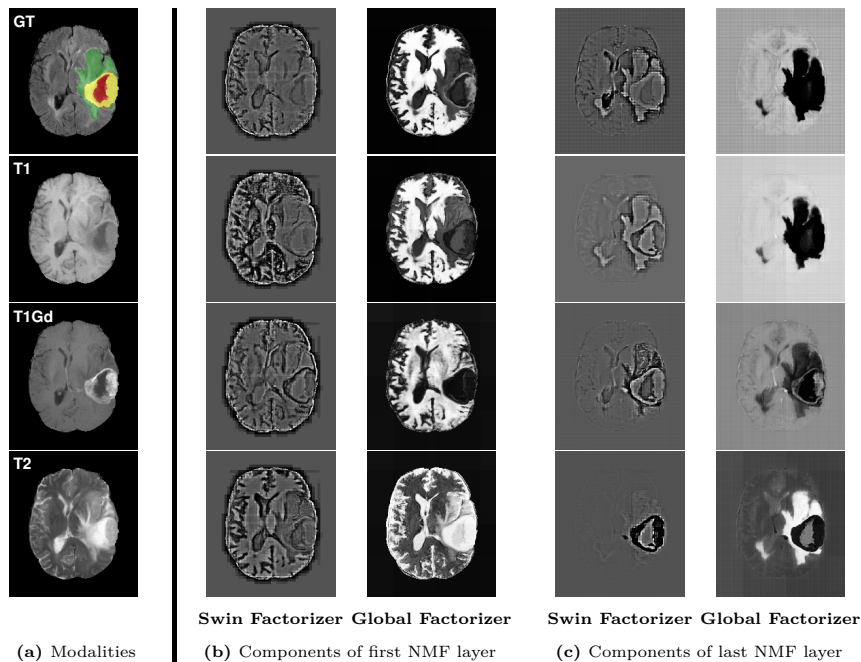 GT
T1
T1Gd
T2
Swin Factorizer Global Factorizer Swin Factorizer Global Factorizer
(a) Modalities (b) Components of first NMF layer (c) Components of last NMF layer